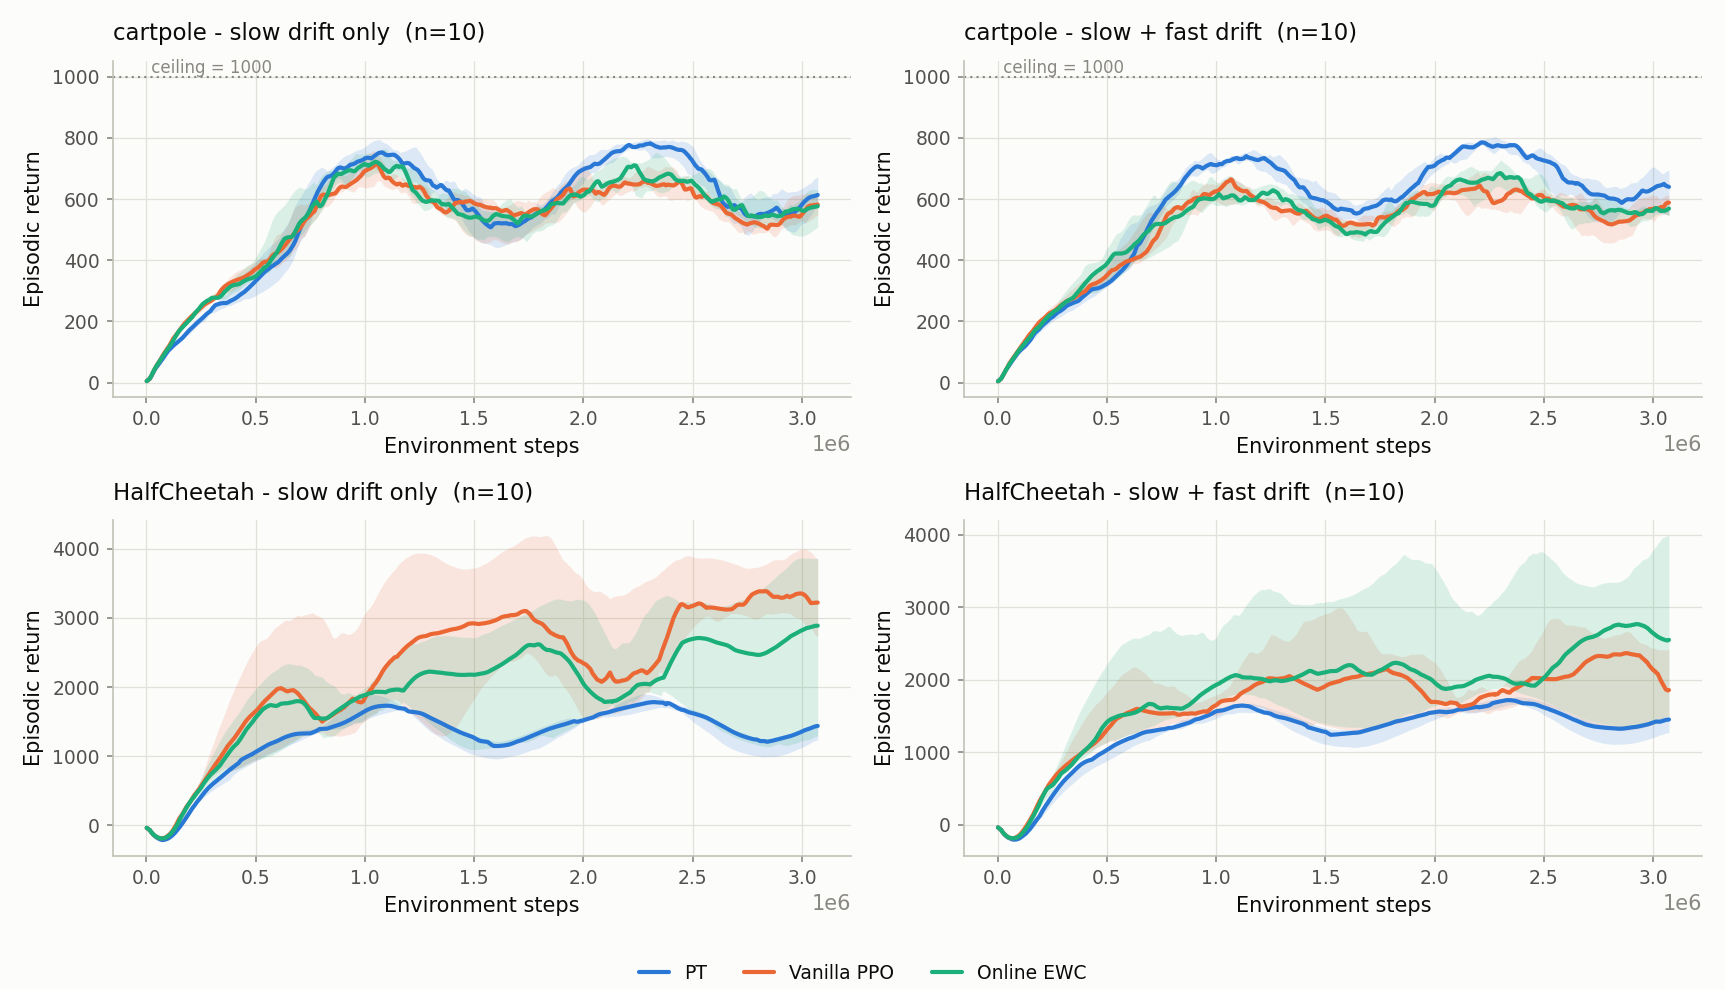 cartpole - slow drift only  (n=10)
ceiling = 1000
1000
800
600
400
200
0
Episodic return
0.0 0.5 1.0 1.5 2.0 2.5 3.0
Environment steps
1e6
cartpole - slow + fast drift  (n=10)
ceiling = 1000
1000
800
600
400
200
0
Episodic return
0.0 0.5 1.0 1.5 2.0 2.5 3.0
Environment steps
1e6
HalfCheetah - slow drift only  (n=10)
4000
3000
2000
1000
0
Episodic return
0.0 0.5 1.0 1.5 2.0 2.5 3.0
Environment steps
1e6
HalfCheetah - slow + fast drift  (n=10)
4000
3000
2000
1000
0
Episodic return
0.0 0.5 1.0 1.5 2.0 2.5 3.0
Environment steps
1e6
PT Vanilla PPO Online EWC